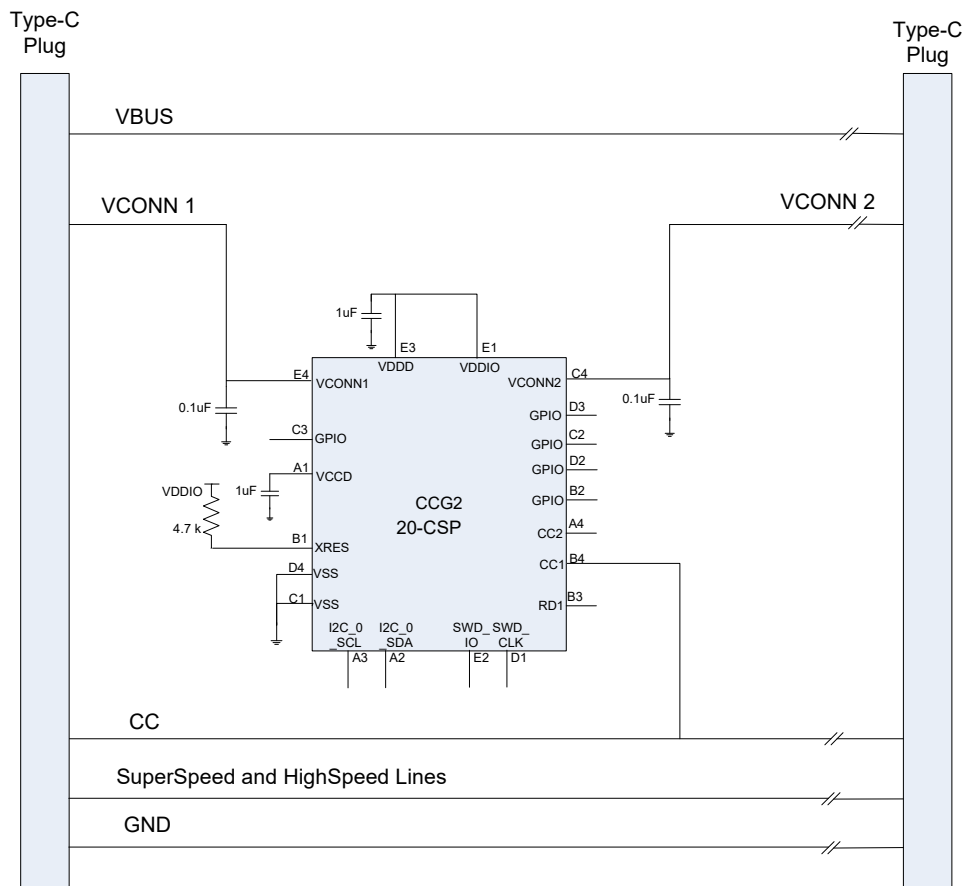 Type-C
Plug
Type-C
Plug
VBUS
VCONN 1
VCONN 2
1uF
E3
E1
VDDD
VDDIO
E4
VCONN1
VCONN2
C4
0.1uF
0.1uF
GPIO
D3
C3
GPIO
GPIO
C2
GPIO
D2
A1
VCCD
VDDIO
1uF
GPIO
B2
CCG2
20-CSP
4.7 k
CC2
A4
B1
XRES
CC1
B4
D4
VSS
C1
VSS
RD1
B3
I2C_0
_SCL
I2C_0
_SDA
SWD_
IO
SWD_
CLK
A3
A2
E2
D1
CC
SuperSpeed and HighSpeed Lines
GND